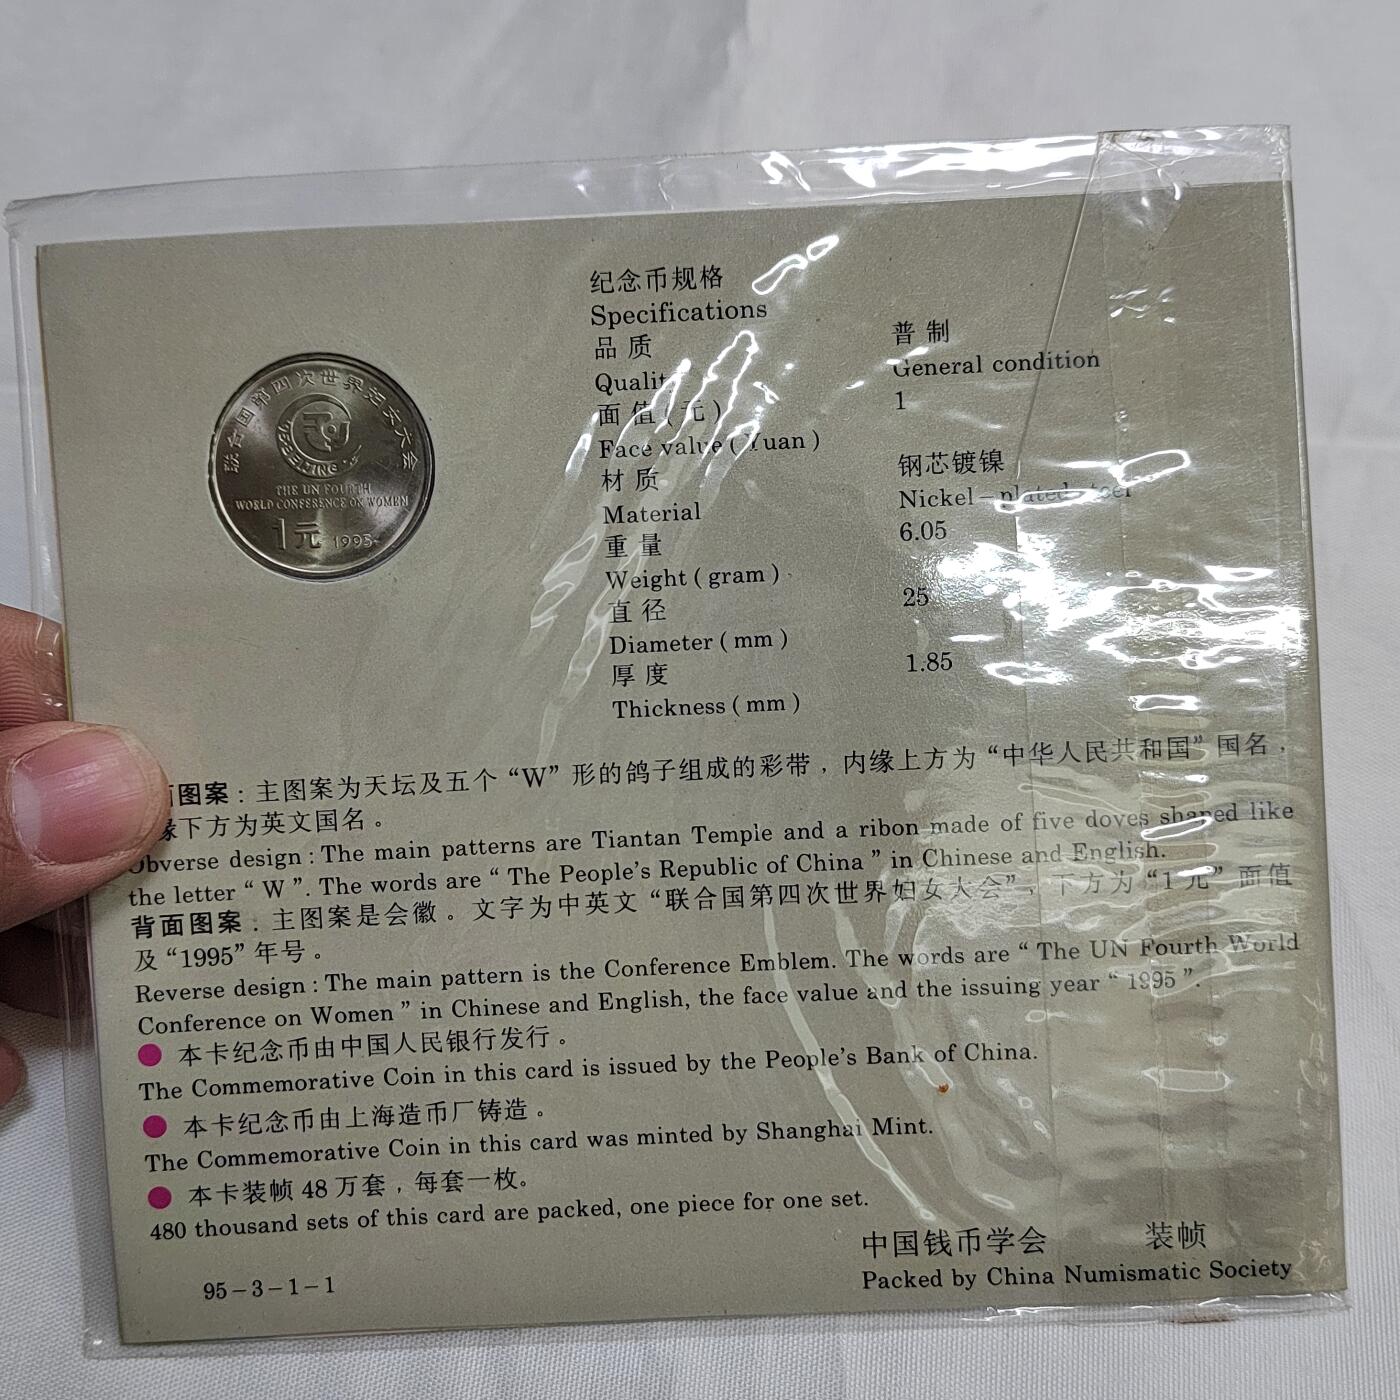 联合国第四次世界妇女大会
BEIJING
THE UN FOURTH
WORLD CONFERENCE ON WOMEN
1元 1995
纪念币规格
Specifications
品质
普制
Quality
General condition
面值(元)
1
Face value(Yuan)
材质
钢芯镀镍
Material
Nickel-plated steel
重量
6.05
Weight(gram)
直径
25
Diameter(mm)
厚度
1.85
Thickness(mm)
面图案:主图案为天坛及五个“W”形的鸽子组成的彩带,内缘上方为“中华人民共和国”国名,
缘下方为英文国名。
Obverse design:The main patterns are Tiantan Temple and a ribon made of five doves shaped like
the letter “W”. The words are “The People's Republic of China” in Chinese and English.
背面图案:主图案是会徽。文字为中英文“联合国第四次世界妇女大会”,下方为“1元”面值
及“1995”年号。
Reverse design:The main pattern is the Conference Emblem. The words are “The UN Fourth World
Conference on Women” in Chinese and English, the face value and the issuing year “1995”.
● 本卡纪念币由中国人民银行发行。
The Commemorative Coin in this card is issued by the People's Bank of China.
● 本卡纪念币由上海造币厂铸造。
The Commemorative Coin in this card was minted by Shanghai Mint.
● 本卡装帧48万套,每套一枚。
480 thousand sets of this card are packed, one piece for one set.
中国钱币学会 装帧
Packed by China Numismatic Society
95-3-1-1